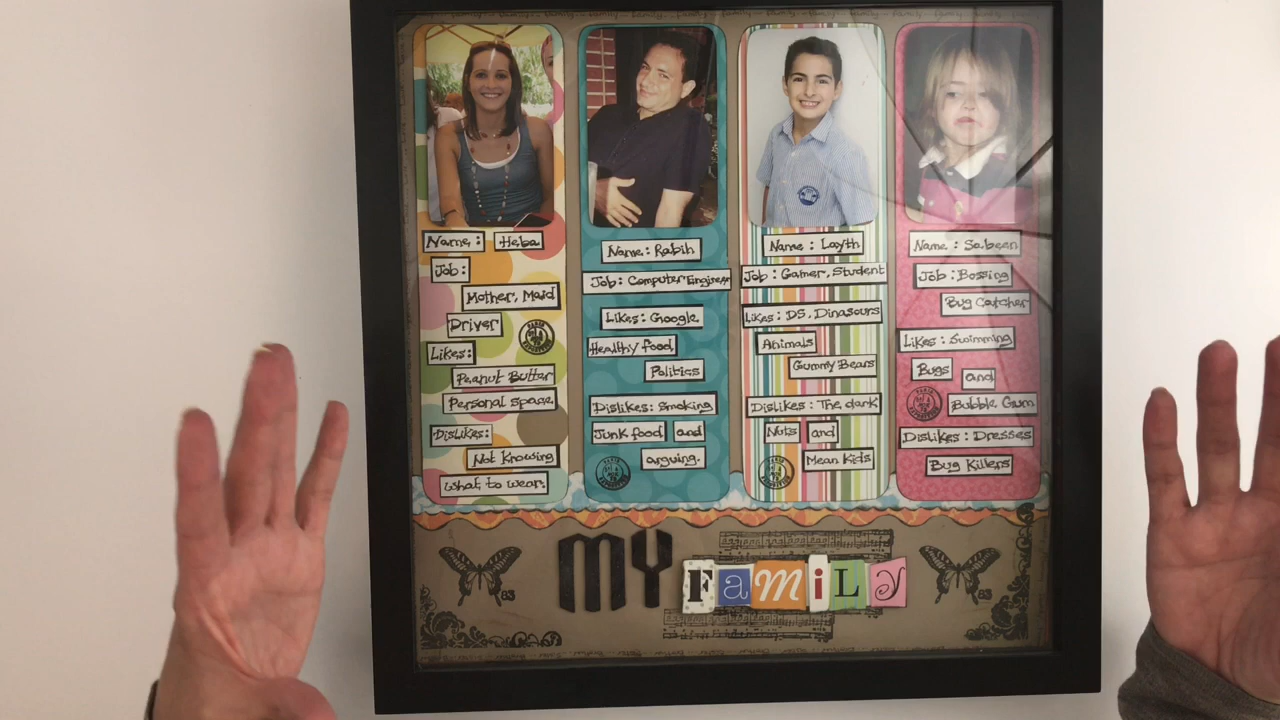 Name: Heba
Job:
Mother, Maid
Driver
Likes:
Peanut Butter
Personal space
Dislikes:
Not Knowing
what to wear.
Name: Rabih
Job: Computer Engineer
Likes: Google
Healthy food
Politics
Dislikes: Smoking
Junk food and
arguing.
Name: Layth
Job: Gamer, Student
Likes: DS, Dinasours
Animals
Gummy Bears
Dislikes: The dark
Nuts and
Mean Kids
Name: Sabeen
Job: Bossing
Bug Catcher
Likes: Swimming
Bugs and
Bubble Gum
Dislikes: Dresses
Bug Killers
MY FaMiLy
63
63